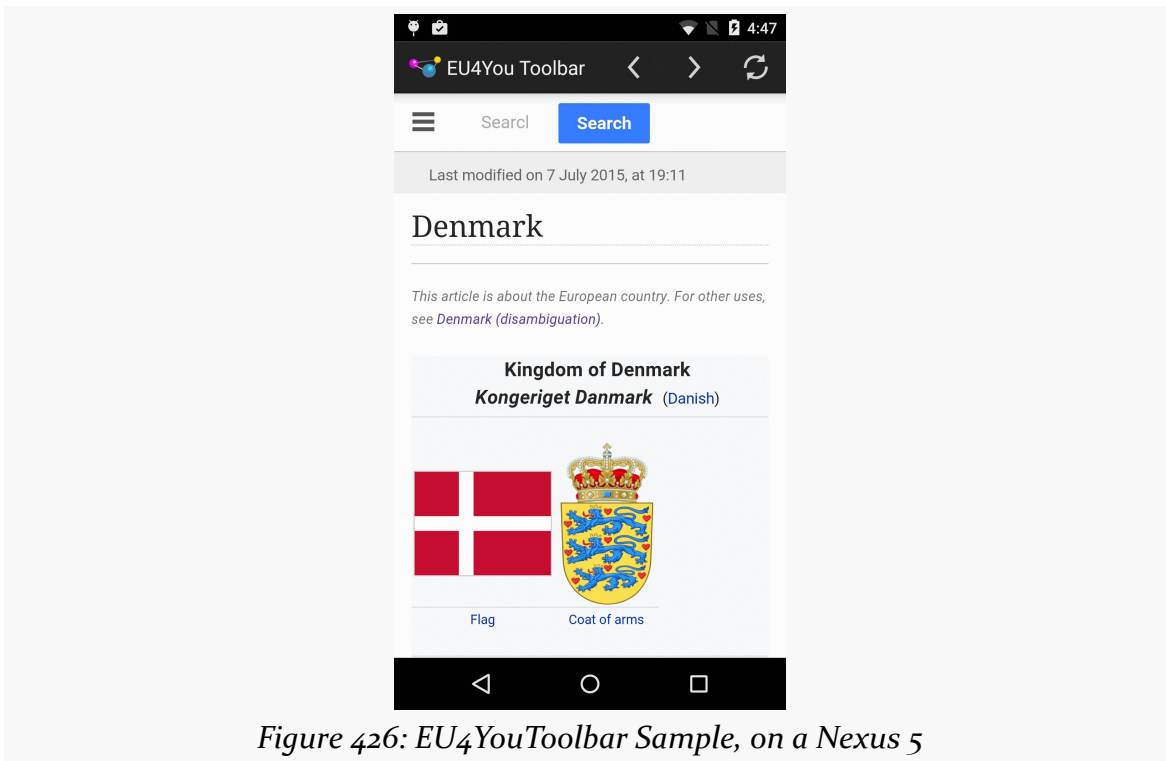 4:47
EU4You Toolbar
Searcl Search
Last modified on 7 July 2015, at 19:11
Denmark
This article is about the European country. For other uses,
see Denmark (disambiguation).
Kingdom of Denmark
Kongeriget Danmark (Danish)
Flag Coat of arms
Figure 426: EU4YouToolbar Sample, on a Nexus 5